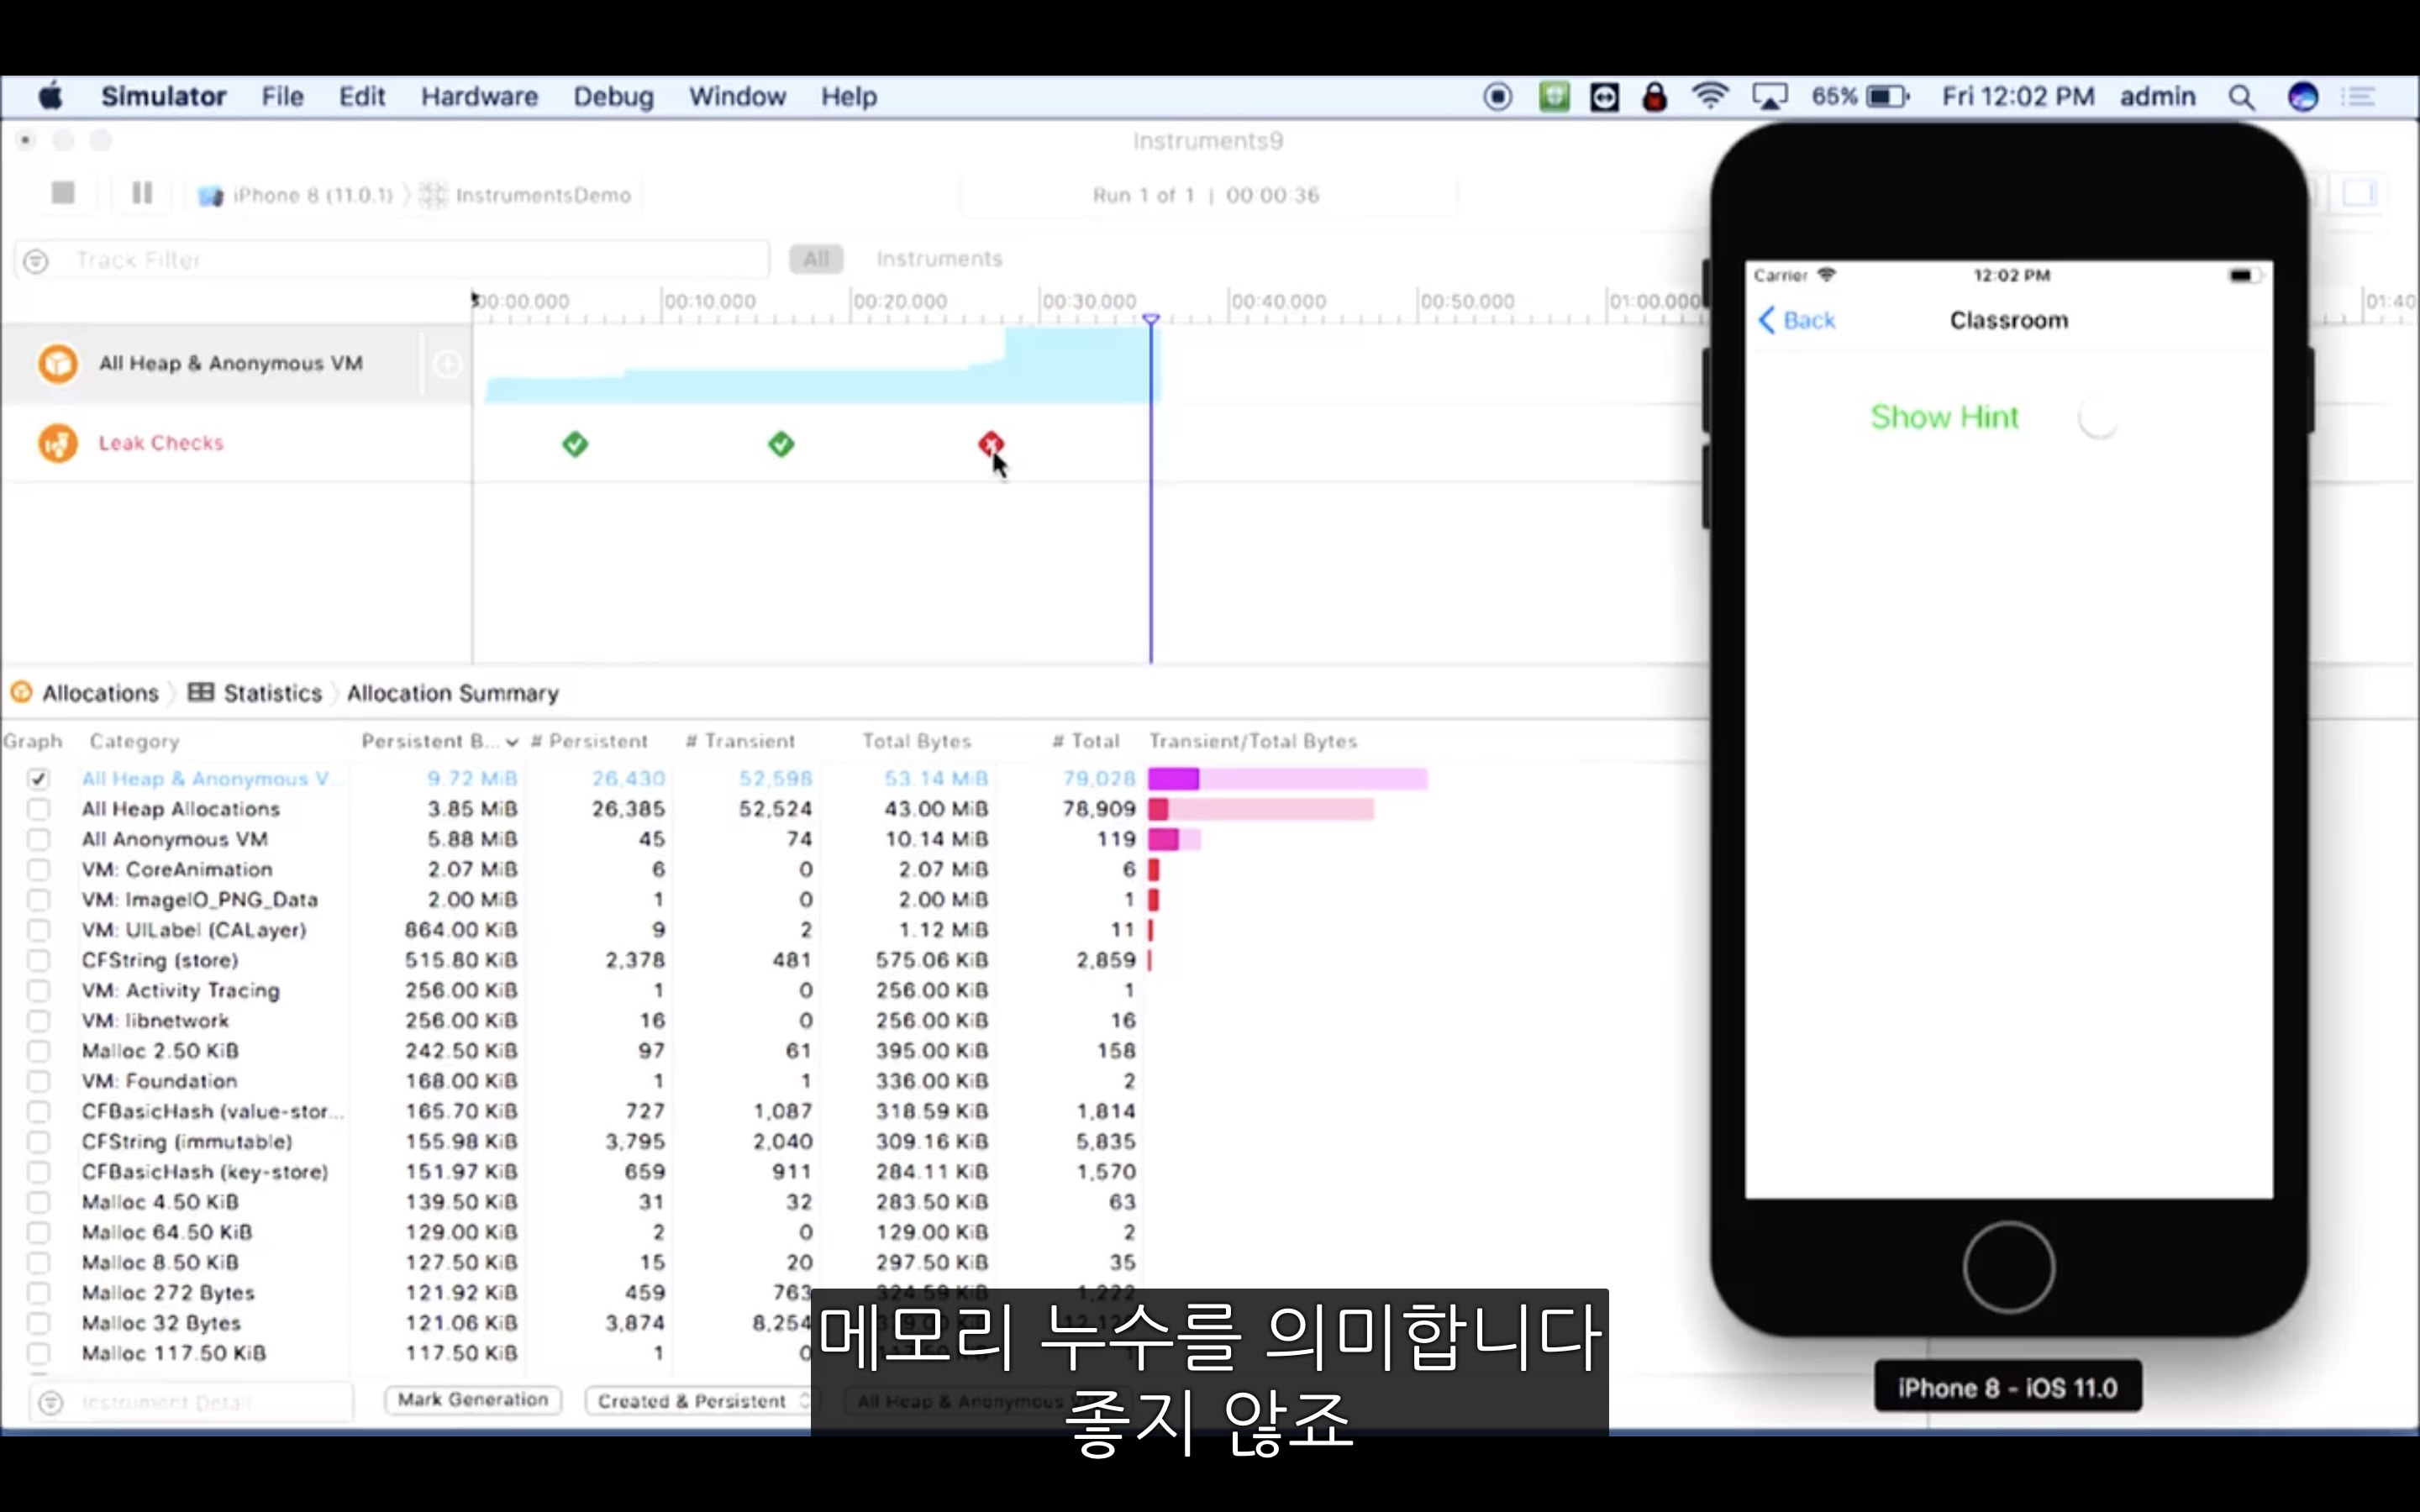 Simulator File Edit Hardware Debug Window Help 65% Fri 12:02 PM admin
Instruments9
iPhone 8 (11.0.1) InstrumentsDemo Run 1 of 1 | 00:00:36
Track Filter All Instruments
00:00.000 00:10.000 00:20.000 00:30.000 00:40.000 00:50.000 01:00.000 01:40
All Heap & Anonymous VM
Leak Checks
Carrier 12:02 PM
Back Classroom
Show Hint
Allocations Statistics Allocation Summary
Graph Category Persistent B... # Persistent # Transient Total Bytes # Total Transient/Total Bytes
All Heap & Anonymous V... 9.72 MiB 26,430 52,598 53.14 MiB 79,028
All Heap Allocations 3.85 MiB 26,385 52,524 43.00 MiB 78,909
All Anonymous VM 5.88 MiB 45 74 10.14 MiB 119
VM: CoreAnimation 2.07 MiB 6 0 2.07 MiB 6
VM: ImageIO_PNG_Data 2.00 MiB 1 0 2.00 MiB 1
VM: UILabel (CALayer) 864.00 KiB 9 2 1.12 MiB 11
CFString (store) 515.80 KiB 2,378 481 575.06 KiB 2,859
VM: Activity Tracing 256.00 KiB 1 0 256.00 KiB 1
VM: libnetwork 256.00 KiB 16 0 256.00 KiB 16
Malloc 2.50 KiB 242.50 KiB 97 61 395.00 KiB 158
VM: Foundation 168.00 KiB 1 1 336.00 KiB 2
CFBasicHash (value-stor... 165.70 KiB 727 1,087 318.59 KiB 1,814
CFString (immutable) 155.98 KiB 3,795 2,040 309.16 KiB 5,835
CFBasicHash (key-store) 151.97 KiB 659 911 284.11 KiB 1,570
Malloc 4.50 KiB 139.50 KiB 31 32 283.50 KiB 63
Malloc 64.50 KiB 129.00 KiB 2 0 129.00 KiB 2
Malloc 8.50 KiB 127.50 KiB 15 20 297.50 KiB 35
Malloc 272 Bytes 121.92 KiB 459 763 324.59 KiB 1,222
Malloc 32 Bytes 121.06 KiB 3,874 8,254
Malloc 117.50 KiB 117.50 KiB 1 0
Instrument Detail Mark Generation Created & Persistent All Heap & Anonymous
메모리 누수를 의미합니다
좋지 않죠
iPhone 8 - iOS 11.0